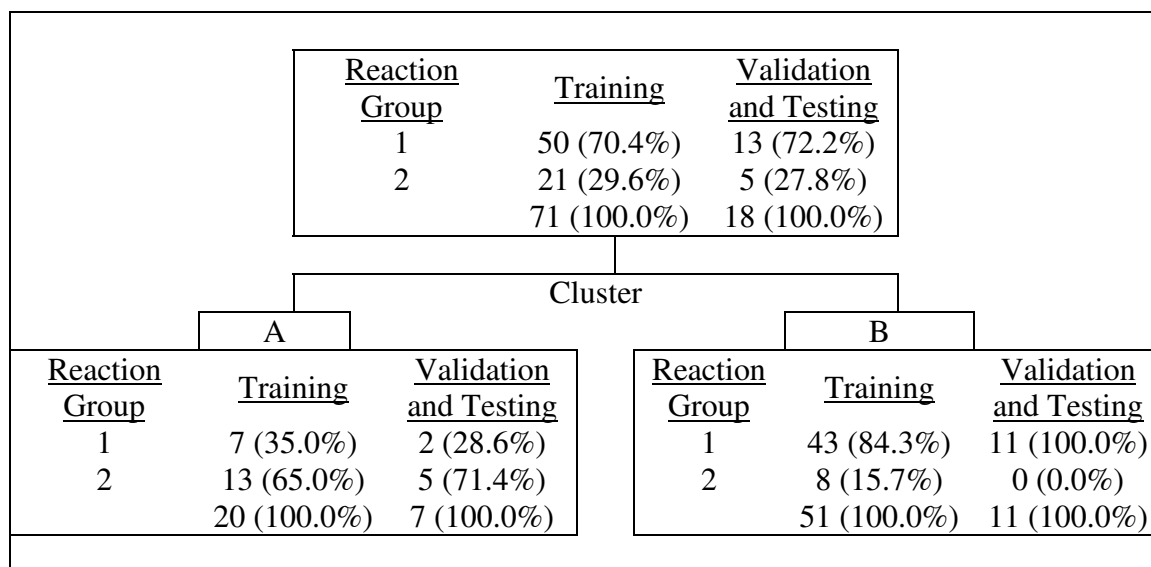 Reaction Group Training Validation and Testing
1 50 (70.4%) 13 (72.2%)
2 21 (29.6%) 5 (27.8%)
71 (100.0%) 18 (100.0%)
Cluster
A
Reaction Group Training Validation and Testing
1 7 (35.0%) 2 (28.6%)
2 13 (65.0%) 5 (71.4%)
20 (100.0%) 7 (100.0%)
B
Reaction Group Training Validation and Testing
1 43 (84.3%) 11 (100.0%)
2 8 (15.7%) 0 (0.0%)
51 (100.0%) 11 (100.0%)